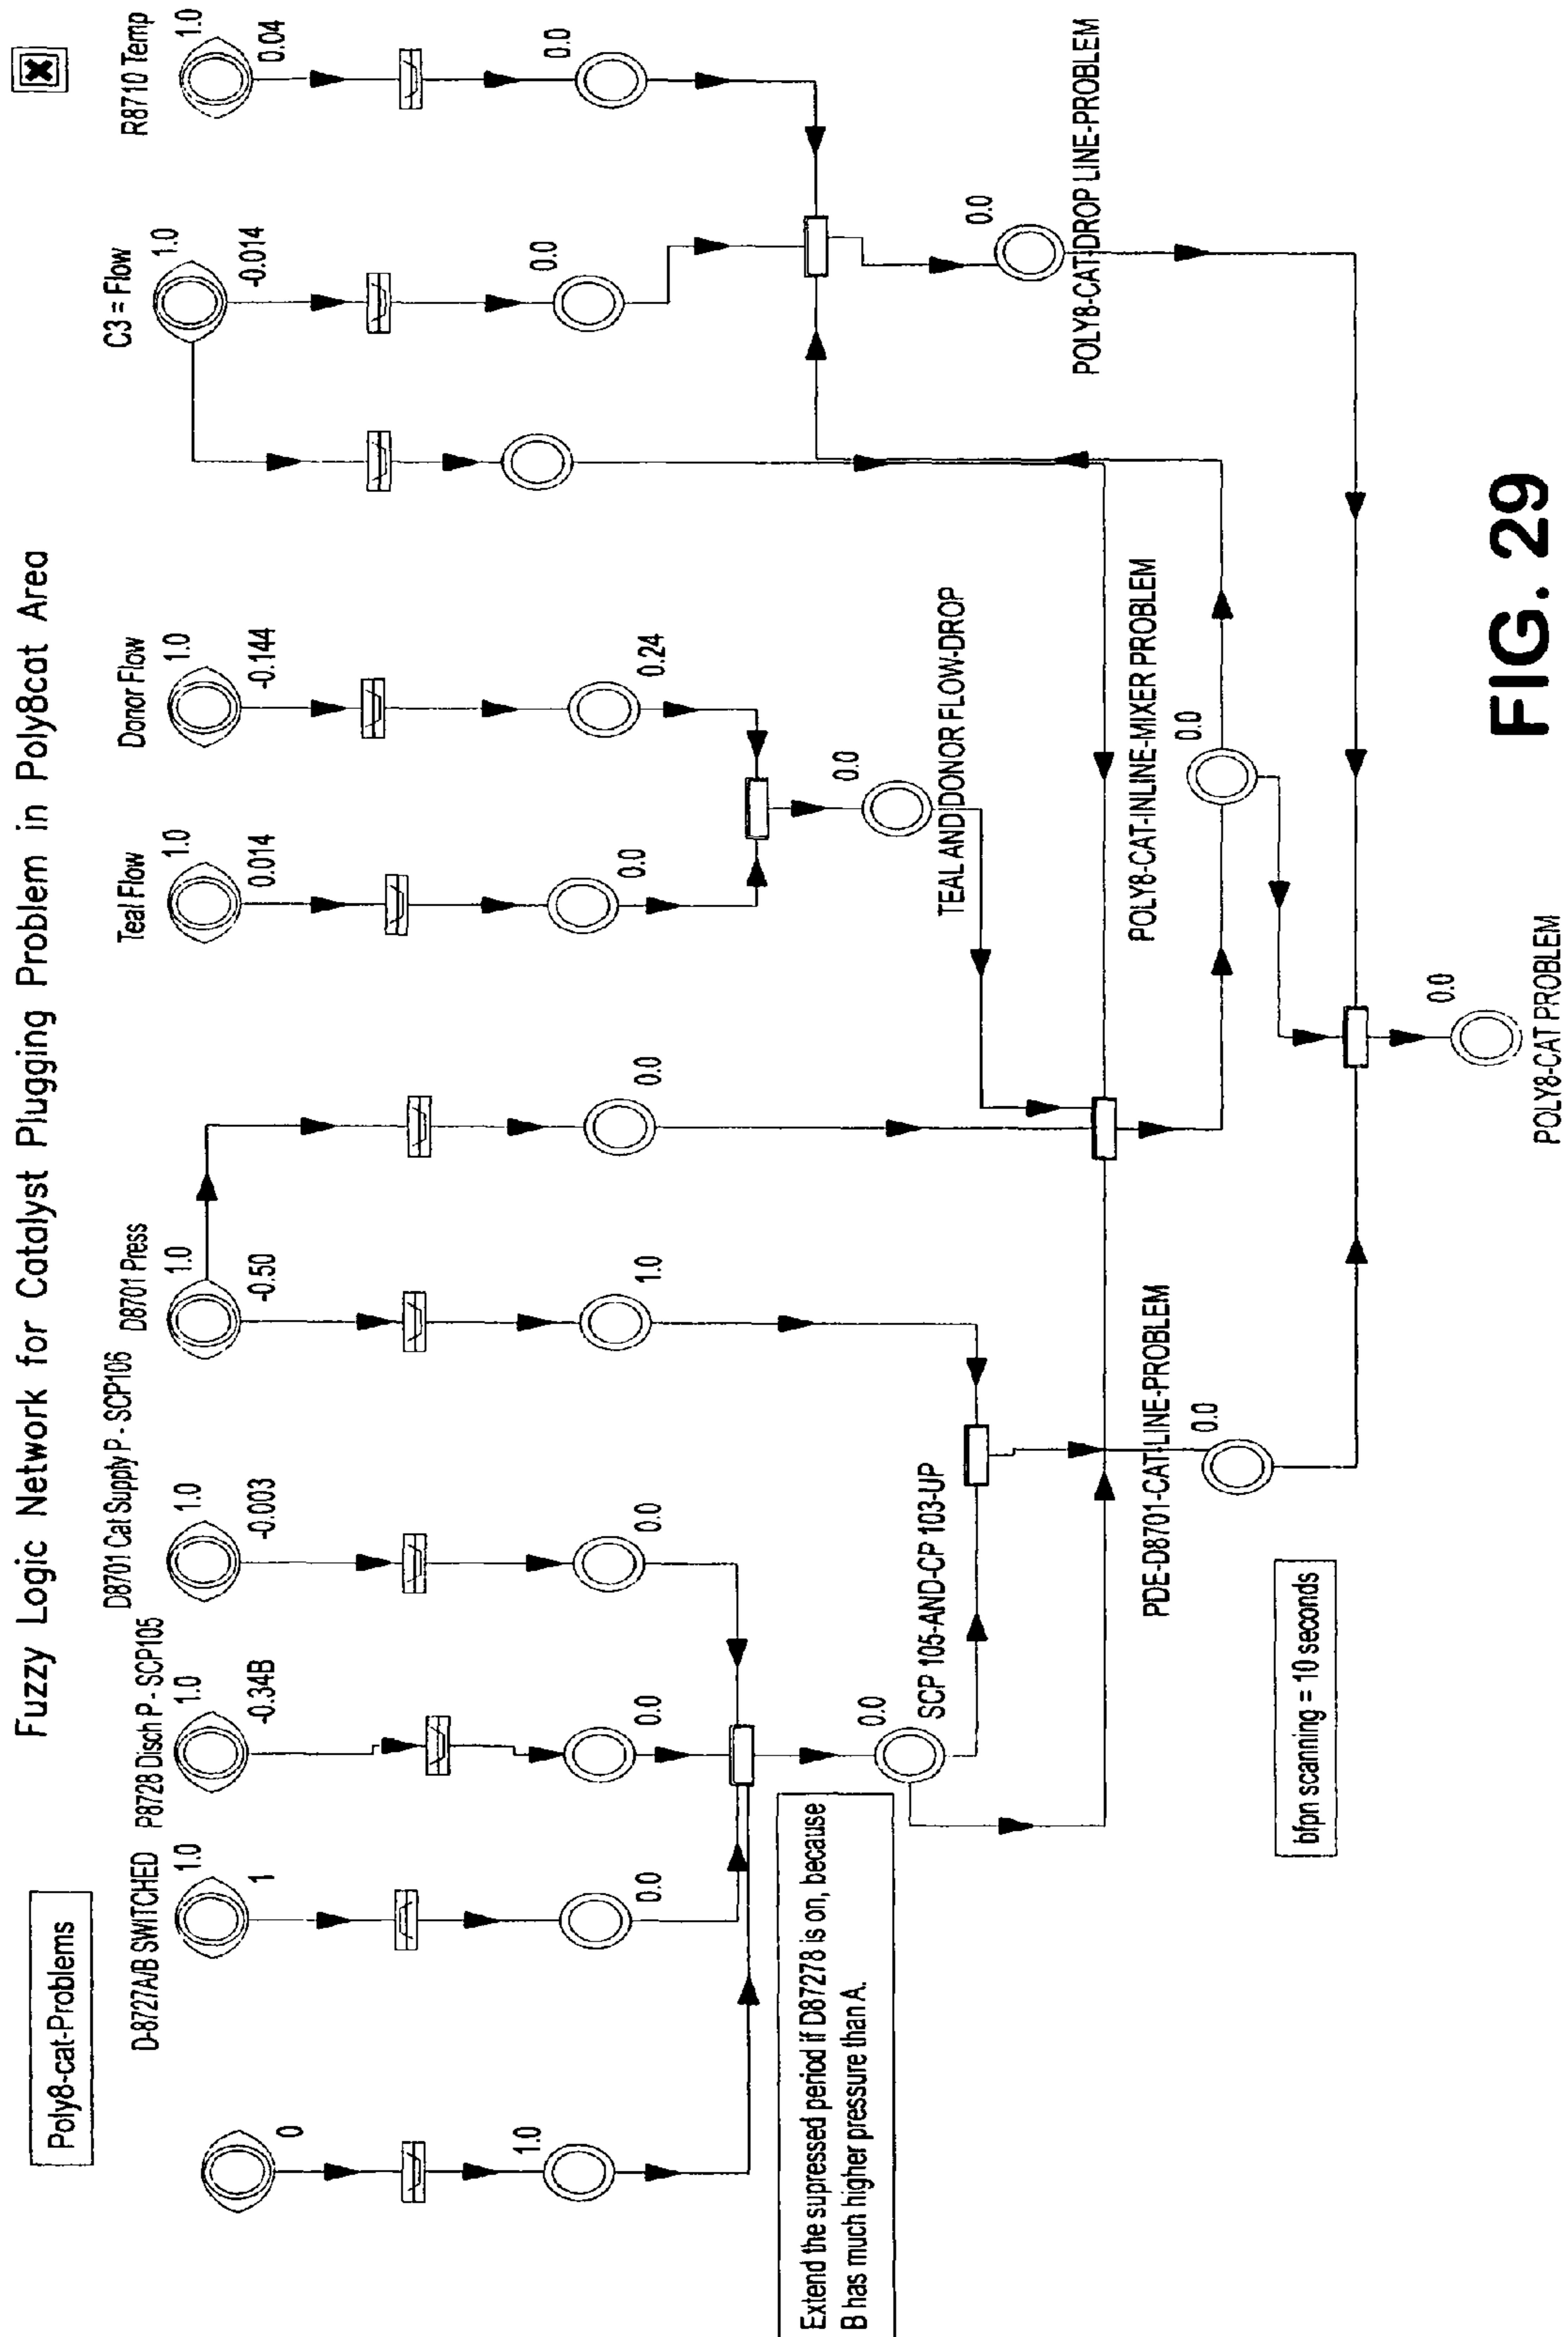 Fuzzy Logic Network for Catalyst Plugging Problem in Poly8cat Area
Poly8-cat-Problems
D-8727A/B SWITCHED
P8728 Disch P - SCP105
D8701 Cat Supply P - SCP106
D8701 Press
Teal Flow
Donor Flow
C3 = Flow
R8710 Temp
1.0
1.0
1.0
1.0
1.0
1.0
1.0
1.0
0
1
-0.34B
-0.003
-0.50
0.014
-0.144
-0.014
0.04
1.0
0.0
0.0
0.0
1.0
0.0
0.0
0.24
0.0
0.0
Extend the supressed period if D87278 is on, because
B has much higher pressure than A.
0.0
SCP 105-AND-CP 103-UP
0.0
TEAL AND DONOR FLOW-DROP
0.0
POLY8-CAT-DROP LINE-PROBLEM
PDE-D8701-CAT-LINE-PROBLEM
0.0
POLY8-CAT-INLINE-MIXER PROBLEM
0.0
bfpn scanning = 10 seconds
0.0
POLY8-CAT PROBLEM
FIG. 29